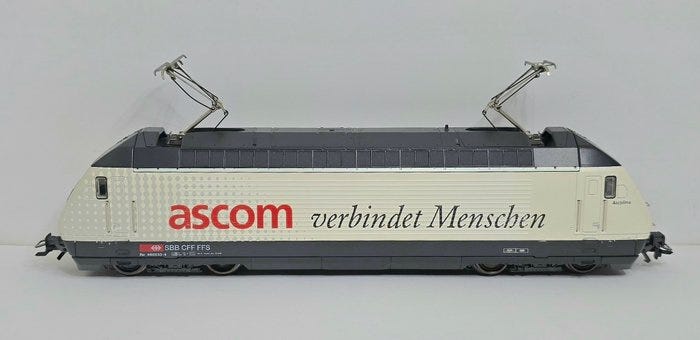 ascom verbindet Menschen
SBB CFF FFS